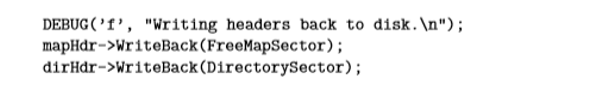 DEBUG(’f’, "Writing headers back to disk.\n");
mapHdr->WriteBack(FreeMapSector);
dirHdr->WriteBack(DirectorySector);